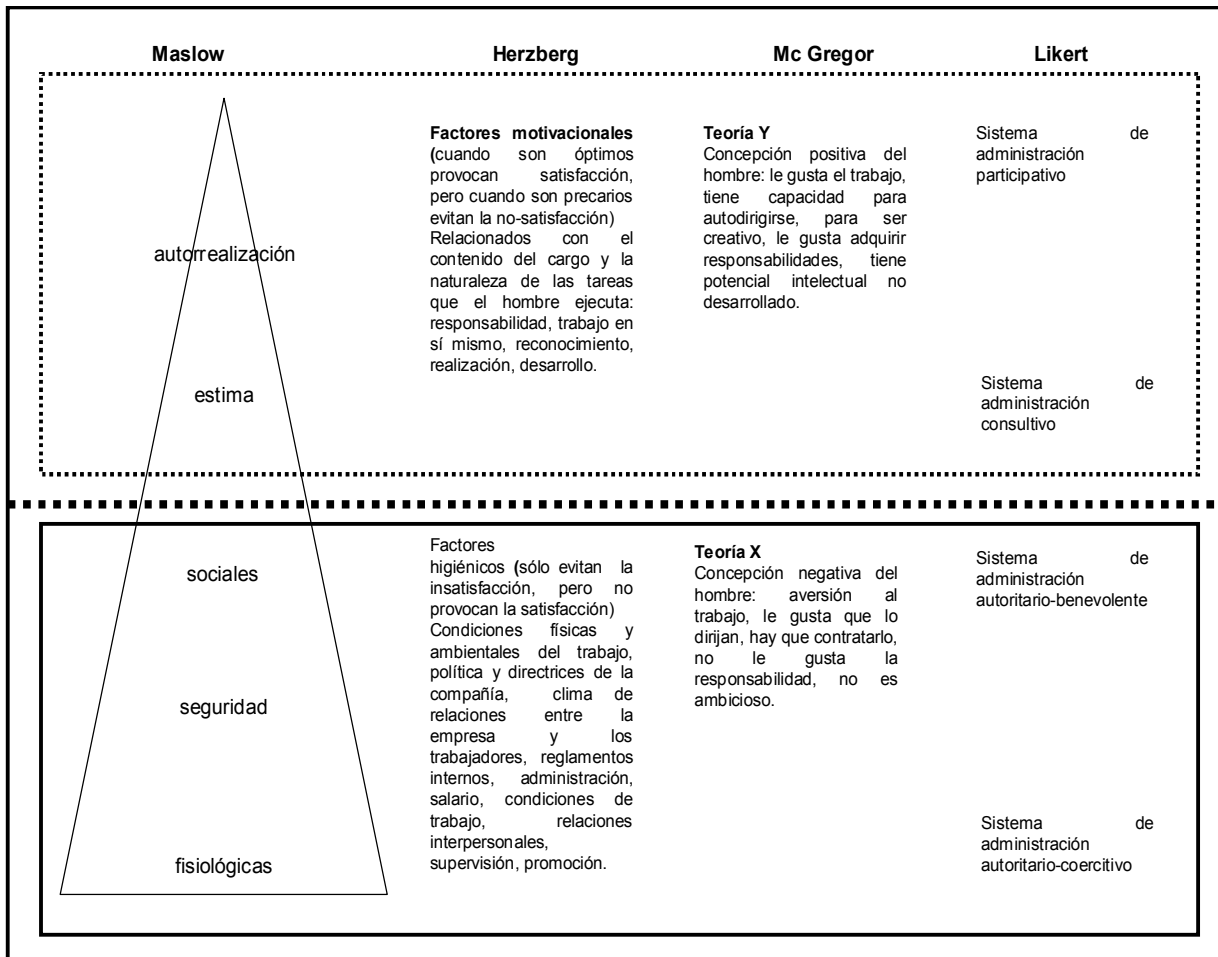 Maslow Herzberg Mc Gregor Likert
autorrealización
estima
Factores motivacionales
(cuando son óptimos
provocan satisfacción,
pero cuando son precarios
evitan la no-satisfacción)
Relacionados con el
contenido del cargo y la
naturaleza de las tareas
que el hombre ejecuta:
responsabilidad, trabajo en
sí mismo, reconocimiento,
realización, desarrollo.
Teoría Y
Concepción positiva del
hombre: le gusta el trabajo,
tiene capacidad para
autodirigirse, para ser
creativo, le gusta adquirir
responsabilidades, tiene
potencial intelectual no
desarrollado.
Sistema de
administración
participativo
Sistema de
administración
consultivo
sociales
seguridad
fisiológicas
Factores
higiénicos (sólo evitan la
insatisfacción, pero no
provocan la satisfacción)
Condiciones físicas y
ambientales del trabajo,
política y directrices de la
compañía, clima de
relaciones entre la
empresa y los
trabajadores, reglamentos
internos, administración,
salario, condiciones de
trabajo, relaciones
interpersonales,
supervisión, promoción.
Teoría X
Concepción negativa del
hombre: aversión al
trabajo, le gusta que lo
dirijan, hay que contratarlo,
no le gusta la
responsabilidad, no es
ambicioso.
Sistema de
administración
autoritario-benevolente
Sistema de
administración
autoritario-coercitivo